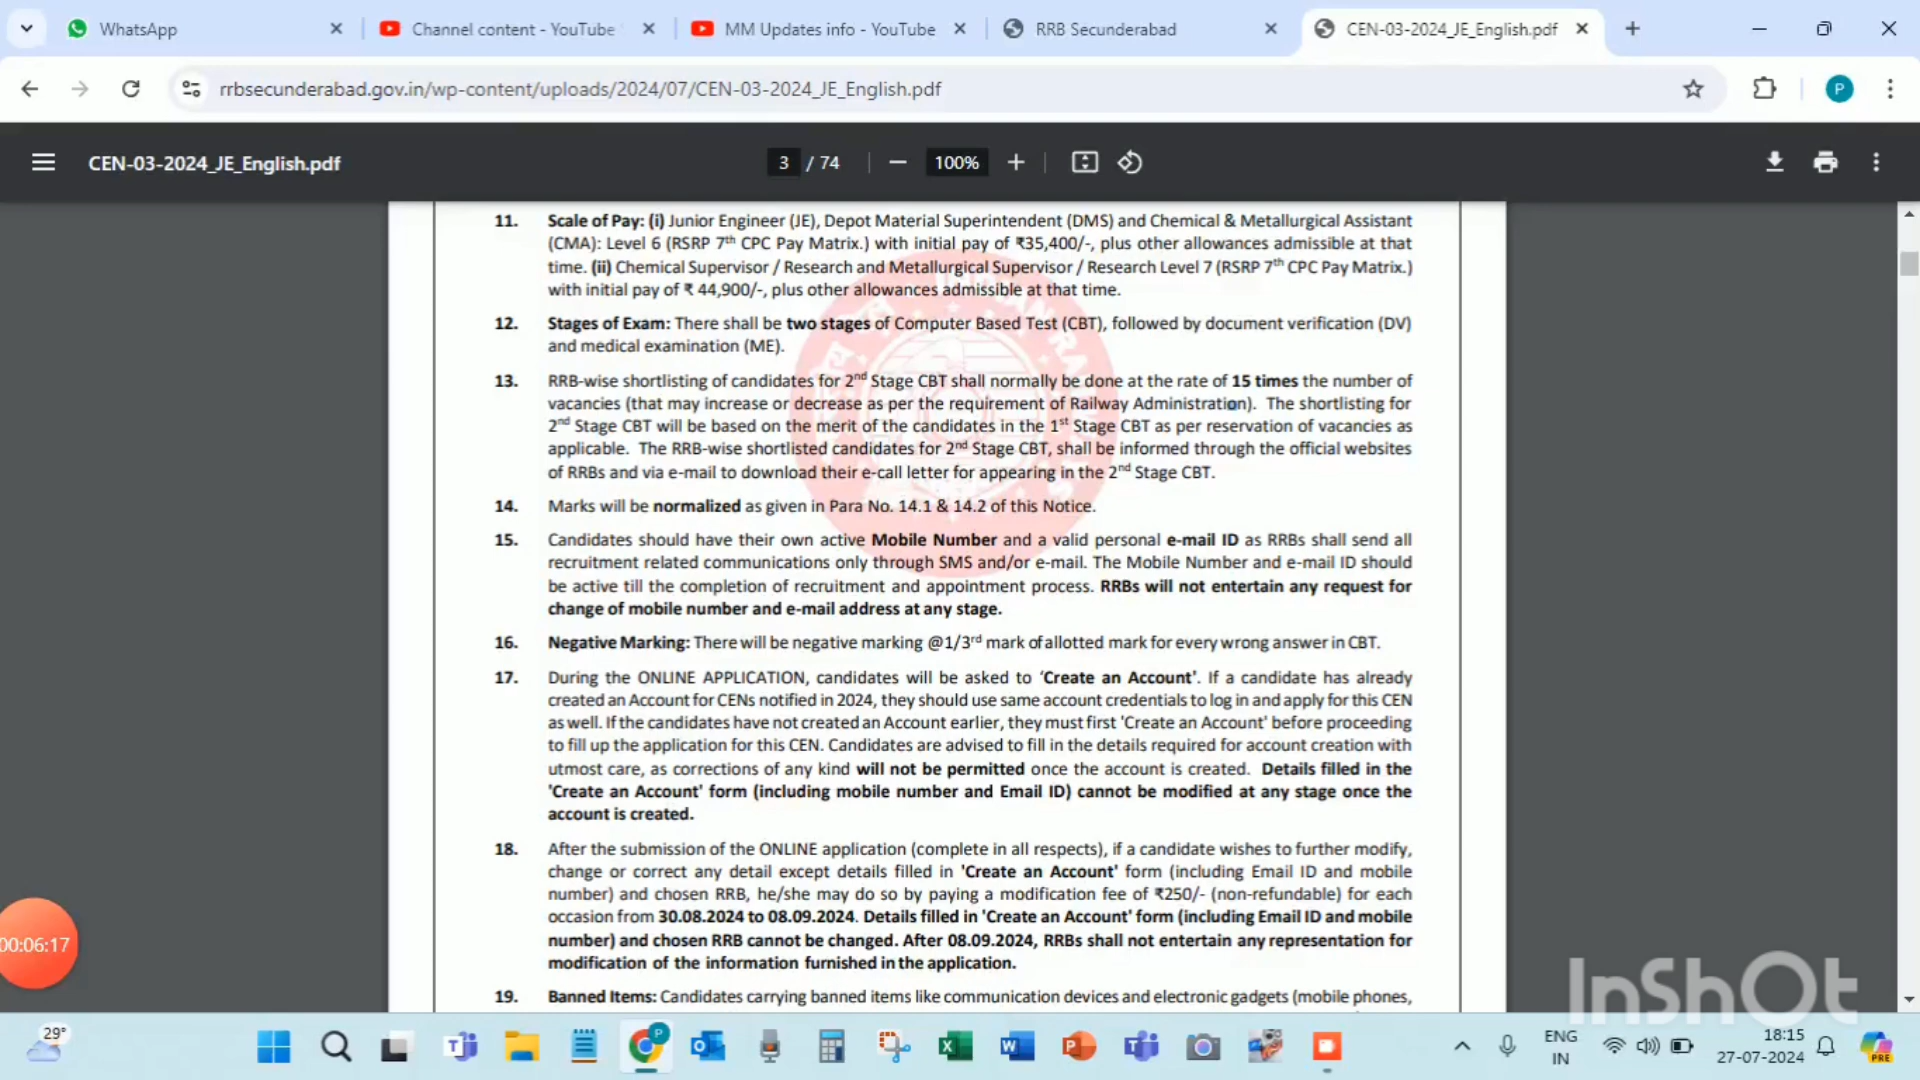 WhatsApp
Channel content - YouTube
MM Updates info - YouTube
RRB Secunderabad
CEN-03-2024_JE_English.pdf
rrbsecunderabad.gov.in/wp-content/uploads/2024/07/CEN-03-2024_JE_English.pdf
P
CEN-03-2024_JE_English.pdf
3 / 74
100%
11. Scale of Pay: (i) Junior Engineer (JE), Depot Material Superintendent (DMS) and Chemical & Metallurgical Assistant
(CMA): Level 6 (RSRP 7th CPC Pay Matrix.) with initial pay of ₹35,400/-, plus other allowances admissible at that
time. (ii) Chemical Supervisor / Research and Metallurgical Supervisor / Research Level 7 (RSRP 7th CPC Pay Matrix.)
with initial pay of ₹ 44,900/-, plus other allowances admissible at that time.
12. Stages of Exam: There shall be two stages of Computer Based Test (CBT), followed by document verification (DV)
and medical examination (ME).
13. RRB-wise shortlisting of candidates for 2nd Stage CBT shall normally be done at the rate of 15 times the number of
vacancies (that may increase or decrease as per the requirement of Railway Administration). The shortlisting for
2nd Stage CBT will be based on the merit of the candidates in the 1st Stage CBT as per reservation of vacancies as
applicable. The RRB-wise shortlisted candidates for 2nd Stage CBT, shall be informed through the official websites
of RRBs and via e-mail to download their e-call letter for appearing in the 2nd Stage CBT.
14. Marks will be normalized as given in Para No. 14.1 & 14.2 of this Notice.
15. Candidates should have their own active Mobile Number and a valid personal e-mail ID as RRBs shall send all
recruitment related communications only through SMS and/or e-mail. The Mobile Number and e-mail ID should
be active till the completion of recruitment and appointment process. RRBs will not entertain any request for
change of mobile number and e-mail address at any stage.
16. Negative Marking: There will be negative marking @1/3rd mark of allotted mark for every wrong answer in CBT.
17. During the ONLINE APPLICATION, candidates will be asked to 'Create an Account'. If a candidate has already
created an Account for CENs notified in 2024, they should use same account credentials to log in and apply for this CEN
as well. If the candidates have not created an Account earlier, they must first 'Create an Account' before proceeding
to fill up the application for this CEN. Candidates are advised to fill in the details required for account creation with
utmost care, as corrections of any kind will not be permitted once the account is created. Details filled in the
'Create an Account' form (including mobile number and Email ID) cannot be modified at any stage once the
account is created.
18. After the submission of the ONLINE application (complete in all respects), if a candidate wishes to further modify,
change or correct any detail except details filled in 'Create an Account' form (including Email ID and mobile
number) and chosen RRB, he/she may do so by paying a modification fee of ₹250/- (non-refundable) for each
occasion from 30.08.2024 to 08.09.2024. Details filled in 'Create an Account' form (including Email ID and mobile
number) and chosen RRB cannot be changed. After 08.09.2024, RRBs shall not entertain any representation for
modification of the information furnished in the application.
19. Banned Items: Candidates carrying banned items like communication devices and electronic gadgets (mobile phones,
00:06:17
InShOt
29°
ENG
IN
18:15
27-07-2024
PRE